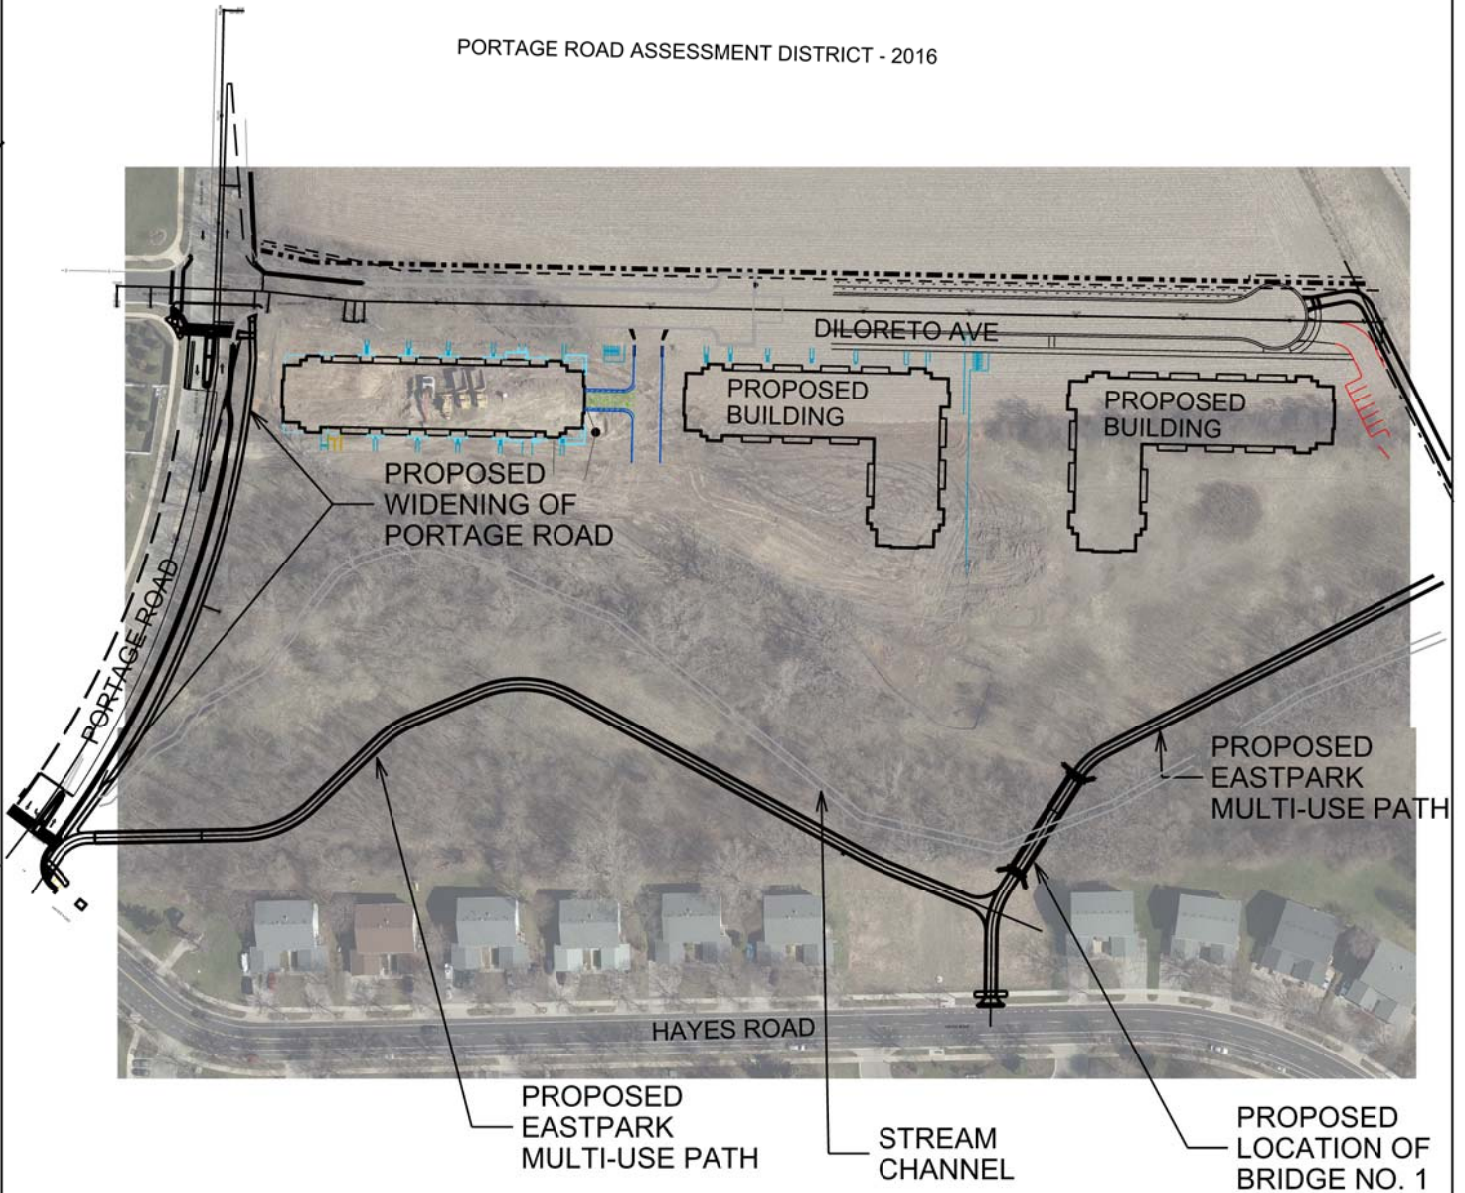 PORTAGE ROAD ASSESSMENT DISTRICT - 2016
DILORETO AVE
PROPOSED
BUILDING
PROPOSED
BUILDING
PROPOSED
WIDENING OF
PORTAGE ROAD
PORTAGE ROAD
PROPOSED
EASTPARK
MULTI-USE PATH
HAYES ROAD
PROPOSED
EASTPARK
MULTI-USE PATH
STREAM
CHANNEL
PROPOSED
LOCATION OF
BRIDGE NO. 1